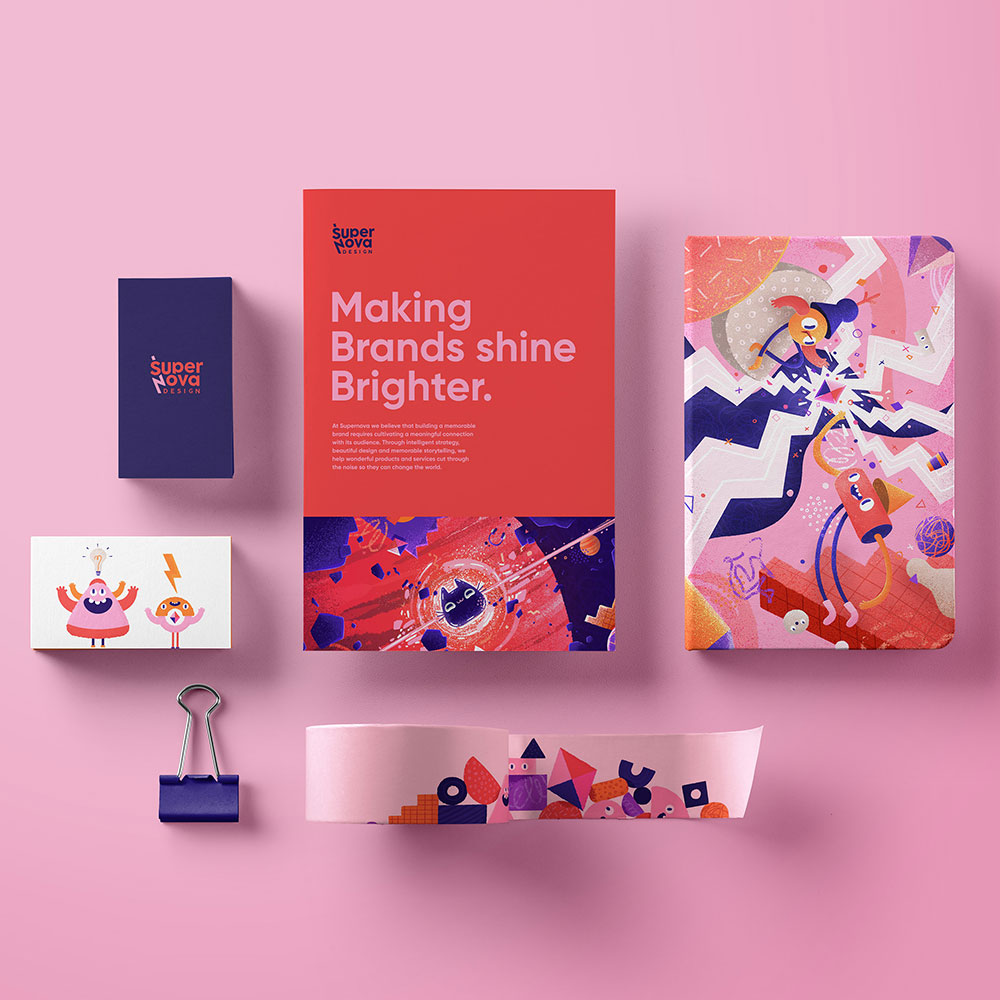 Super
Nova
DESIGN
Making
Brands shine
Brighter.
At Supernova we believe that building a memorable
brand requires cultivating a meaningful connection
with its audience. Through intelligent strategy,
beautiful design and memorable storytelling, we
help wonderful products and services cut through
the noise so they can change the world.
Super
Nova
DESIGN